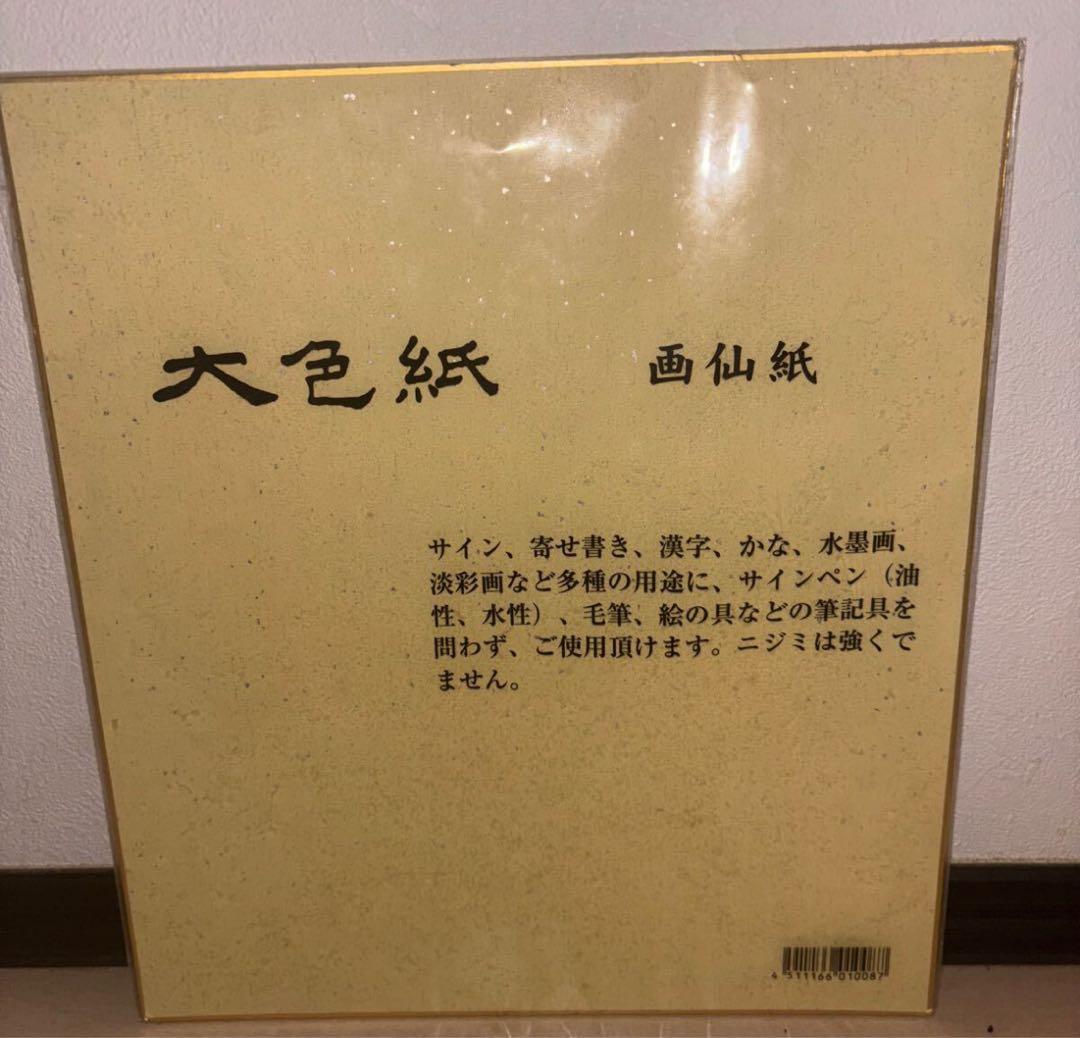 大色紙 画仙紙
サイン、寄せ書き、漢字、かな、水墨画、
淡彩画など多種の用途に、サインペン（油
性、水性）、毛筆、絵の具などの筆記具を
問わず、ご使用頂けます。ニジミは強くで
ません。
4 511166 010087